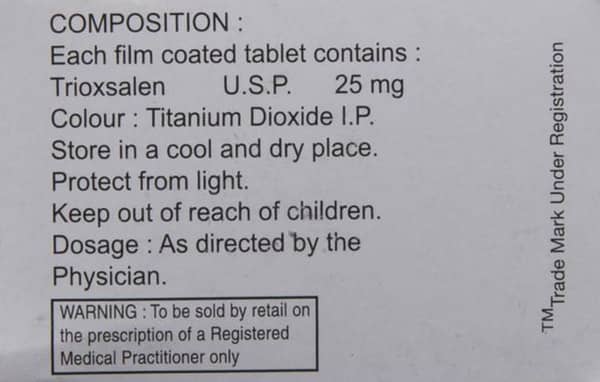 COMPOSITION :
Each film coated tablet contains :
Trioxsalen U.S.P. 25 mg
Colour : Titanium Dioxide I.P.
Store in a cool and dry place.
Protect from light.
Keep out of reach of children.
Dosage : As directed by the
Physician.
WARNING : To be sold by retail on
the prescription of a Registered
Medical Practitioner only
TM Trade Mark Under Registration